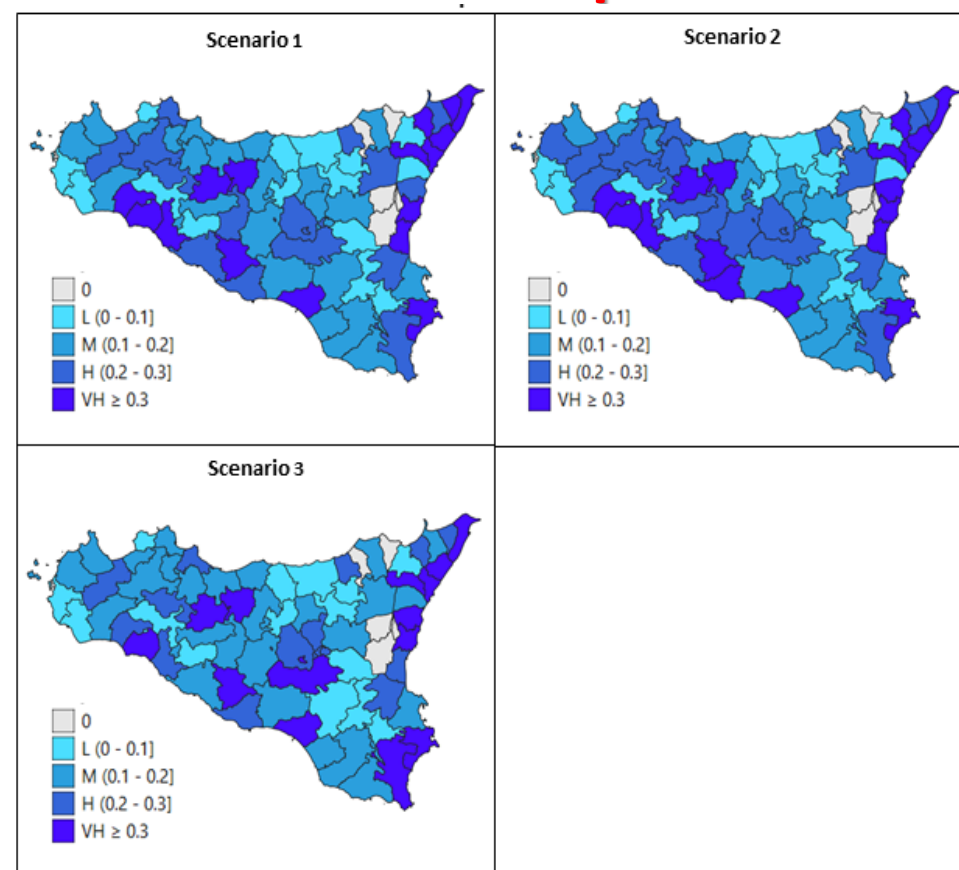 Scenario 1
0
L (0 - 0.1]
M (0.1 - 0.2]
H (0.2 - 0.3]
VH ≥ 0.3
Scenario 2
0
L (0 - 0.1]
M (0.1 - 0.2]
H (0.2 - 0.3]
VH ≥ 0.3
Scenario 3
0
L (0 - 0.1]
M (0.1 - 0.2]
H (0.2 - 0.3]
VH ≥ 0.3